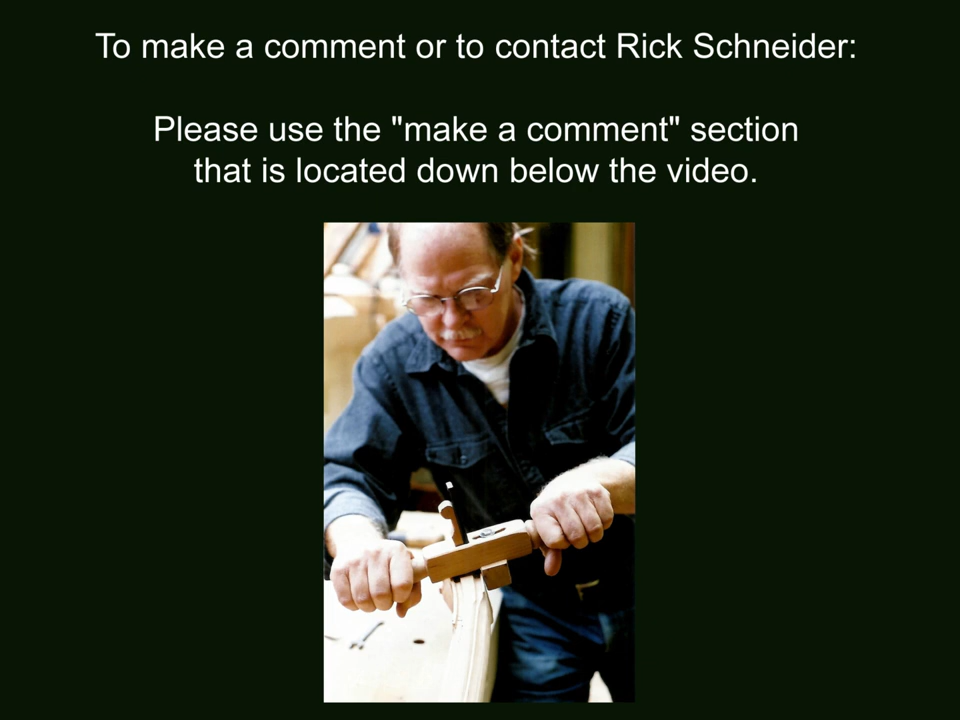 To make a comment or to contact Rick Schneider:
Please use the "make a comment" section
that is located down below the video.